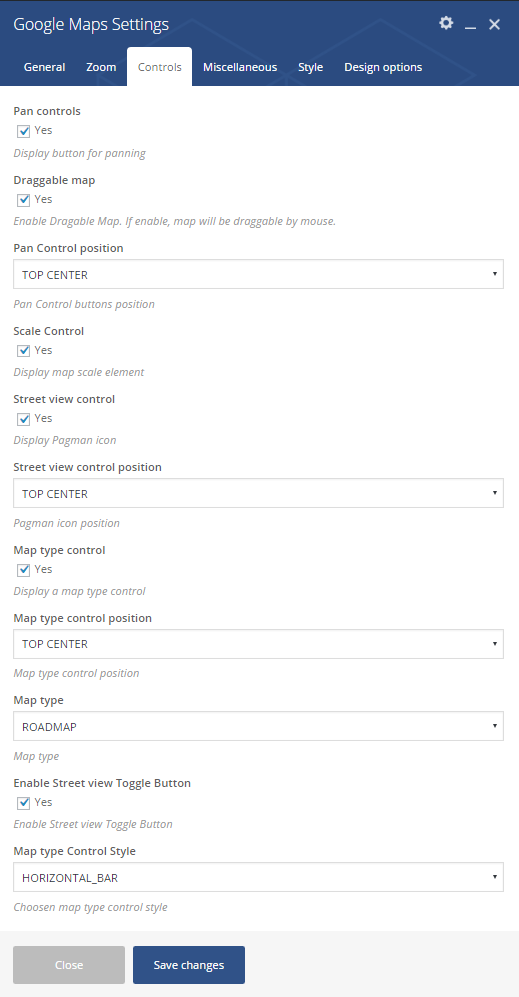 Google Maps Settings
General Zoom Controls Miscellaneous Style Design options
Pan controls
Yes
Display button for panning
Draggable map
Yes
Enable Dragable Map. If enable, map will be draggable by mouse.
Pan Control position
TOP CENTER
Pan Control buttons position
Scale Control
Yes
Display map scale element
Street view control
Yes
Display Pagman icon
Street view control position
TOP CENTER
Pagman icon position
Map type control
Yes
Display a map type control
Map type control position
TOP CENTER
Map type control position
Map type
ROADMAP
Map type
Enable Street view Toggle Button
Yes
Enable Street view Toggle Button
Map type Control Style
HORIZONTAL_BAR
Choosen map type control style
Close Save changes